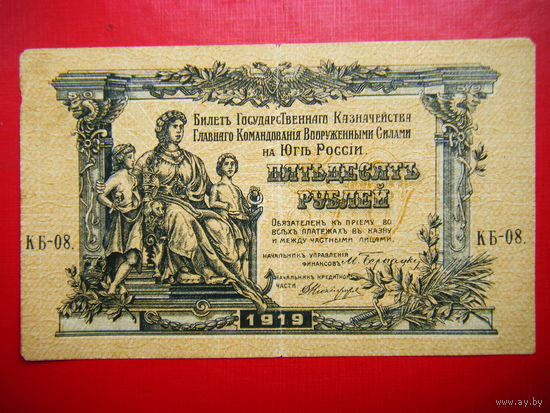 Билетъ Государственнаго Казначейства
Главнаго Командованія Вооруженными Силами
на Югѣ Россіи.
ПЯТЬДЕСЯТЪ
РУБЛЕЙ
Обязателенъ къ пріему во
всѣхъ платежахъ въ казну
и между частными лицами.
КБ-08.
КБ-08.
Начальникъ управленія
финансовъ
Начальникъ кредитной
части.
1919
www.ay.by